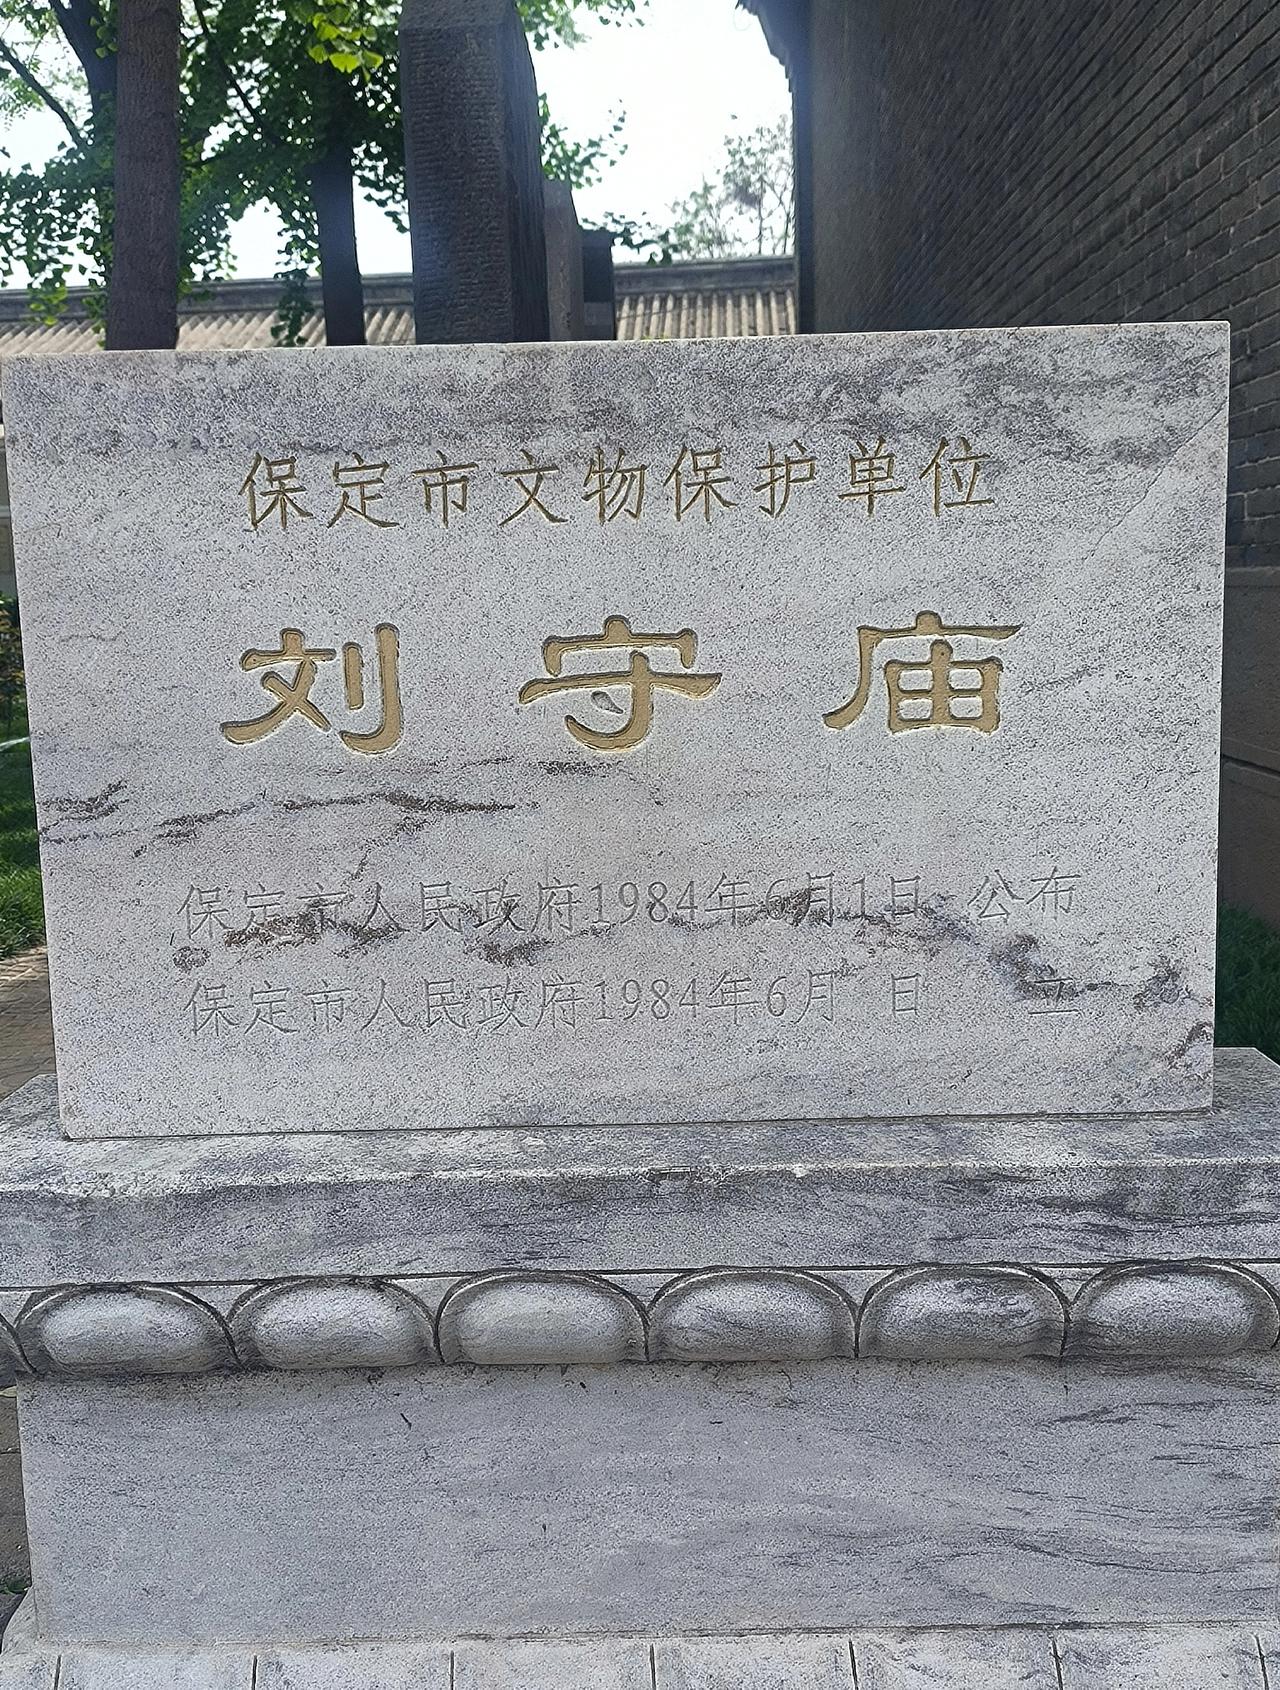 保定市文物保护单位
刘守庙
保定市人民政府1984年6月1日 公布
保定市人民政府1984年6月 日 立